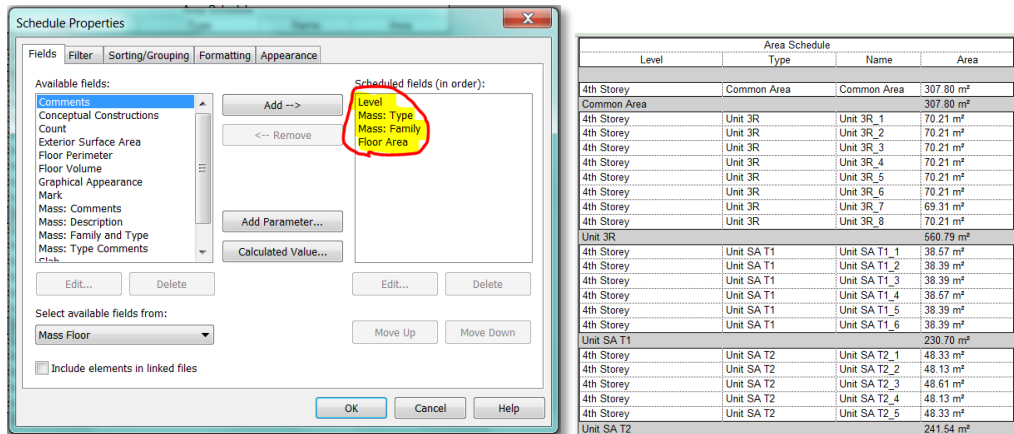 Schedule Properties
Fields Filter Sorting/Grouping Formatting Appearance
Available fields:
Comments
Conceptual Constructions
Count
Exterior Surface Area
Floor Perimeter
Floor Volume
Graphical Appearance
Mark
Mass: Comments
Mass: Description
Mass: Family and Type
Mass: Type Comments
Add -->
<-- Remove
Add Parameter...
Calculated Value...
Scheduled fields (in order):
Level
Mass: Type
Mass: Family
Floor Area
Edit... Delete
Edit... Delete
Select available fields from:
Mass Floor
Move Up Move Down
Include elements in linked files
OK Cancel Help
Area Schedule
Level Type Name Area
4th Storey Common Area Common Area 307.80 m²
Common Area 307.80 m²
4th Storey Unit 3R Unit 3R_1 70.21 m²
4th Storey Unit 3R Unit 3R_2 70.21 m²
4th Storey Unit 3R Unit 3R_3 70.21 m²
4th Storey Unit 3R Unit 3R_4 70.21 m²
4th Storey Unit 3R Unit 3R_5 70.21 m²
4th Storey Unit 3R Unit 3R_6 70.21 m²
4th Storey Unit 3R Unit 3R_7 69.31 m²
4th Storey Unit 3R Unit 3R_8 70.21 m²
Unit 3R 560.79 m²
4th Storey Unit SA T1 Unit SA T1_1 38.57 m²
4th Storey Unit SA T1 Unit SA T1_2 38.39 m²
4th Storey Unit SA T1 Unit SA T1_3 38.39 m²
4th Storey Unit SA T1 Unit SA T1_4 38.57 m²
4th Storey Unit SA T1 Unit SA T1_5 38.39 m²
4th Storey Unit SA T1 Unit SA T1_6 38.39 m²
Unit SA T1 230.70 m²
4th Storey Unit SA T2 Unit SA T2_1 48.33 m²
4th Storey Unit SA T2 Unit SA T2_2 48.13 m²
4th Storey Unit SA T2 Unit SA T2_3 48.61 m²
4th Storey Unit SA T2 Unit SA T2_4 48.13 m²
4th Storey Unit SA T2 Unit SA T2_5 48.33 m²
Unit SA T2 241.54 m²